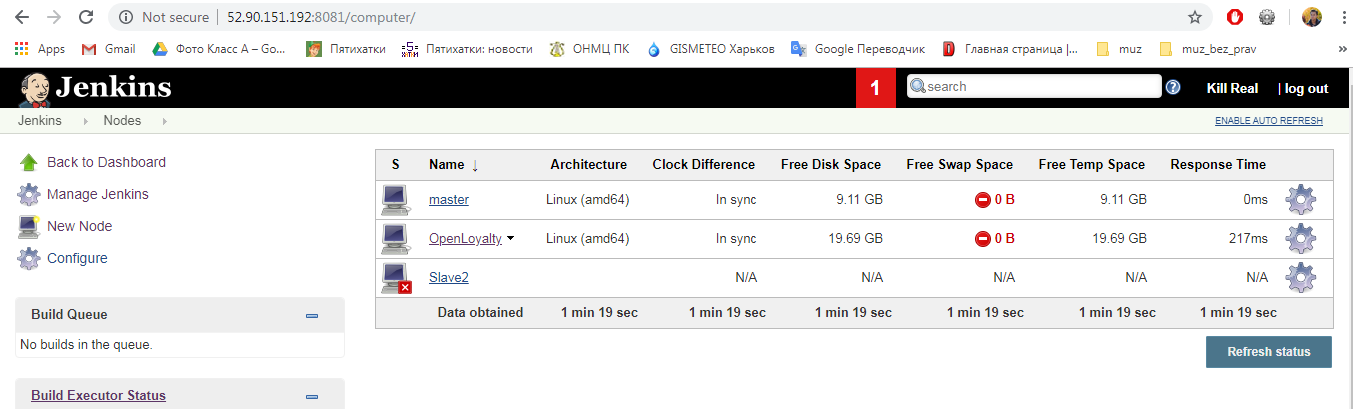 Not secure | 52.90.151.192:8081/computer/
Apps Gmail Фото Класс А – Go... Пятихатки Пятихатки: новости ОНМЦ ПК GISMETEO Харьков Google Переводчик Главная страница |... muz muz_bez_prav »
Jenkins 1 search Kill Real | log out
Jenkins Nodes ENABLE AUTO REFRESH
Back to Dashboard
Manage Jenkins
New Node
Configure
Build Queue
No builds in the queue.
Build Executor Status
S Name ↓ Architecture Clock Difference Free Disk Space Free Swap Space Free Temp Space Response Time
master Linux (amd64) In sync 9.11 GB 0 B 9.11 GB 0ms
OpenLoyalty Linux (amd64) In sync 19.69 GB 0 B 19.69 GB 217ms
Slave2 N/A N/A N/A N/A N/A
Data obtained 1 min 19 sec 1 min 19 sec 1 min 19 sec 1 min 19 sec 1 min 19 sec 1 min 19 sec
Refresh status